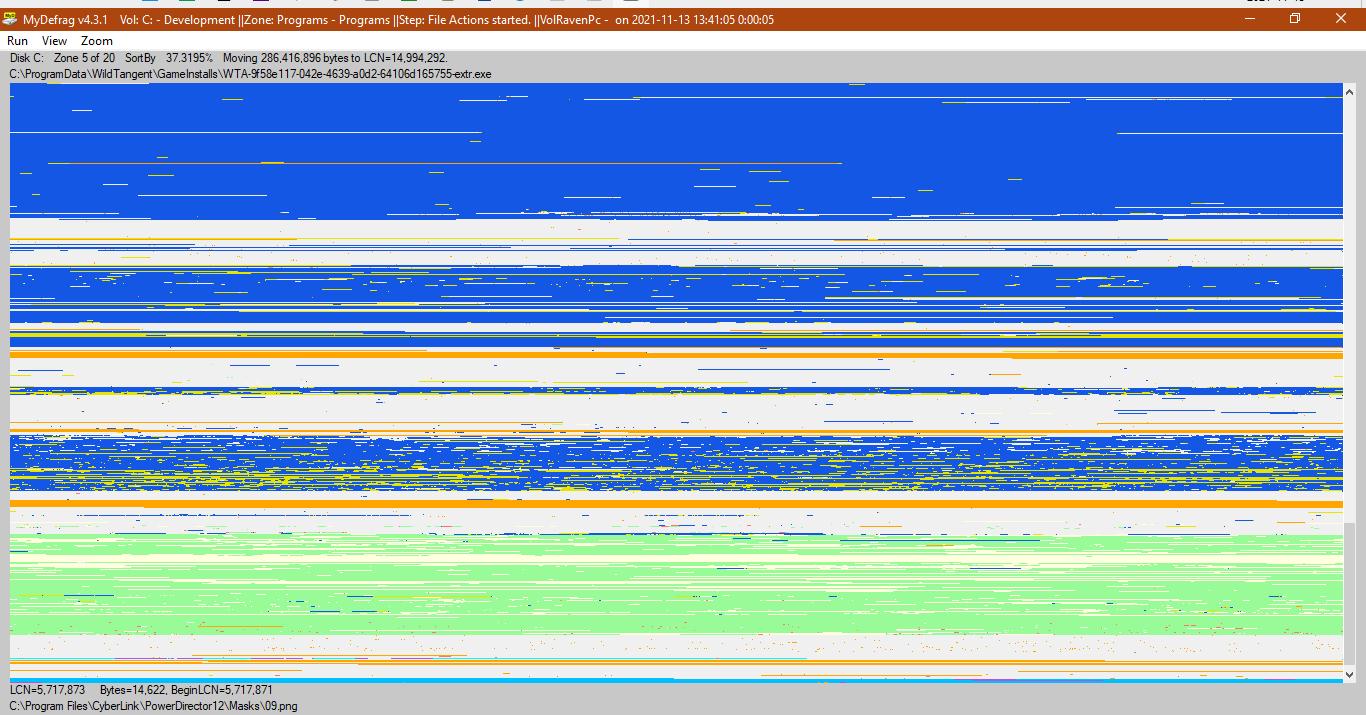 MyDefrag v4.3.1 Vol: C: - Development ||Zone: Programs - Programs ||Step: File Actions started. ||VolRavenPc - on 2021-11-13 13:41:05 0:00:05
Run View Zoom
Disk C: Zone 5 of 20 SortBy 37.3195% Moving 286,416,896 bytes to LCN=14,994,292.
C:\ProgramData\WildTangent\GameInstalls\WTA-9f58e117-042e-4639-a0d2-64106d165755-extr.exe
LCN=5,717,873 Bytes=14,622, BeginLCN=5,717,871
C:\Program Files\CyberLink\PowerDirector12\Masks\09.png